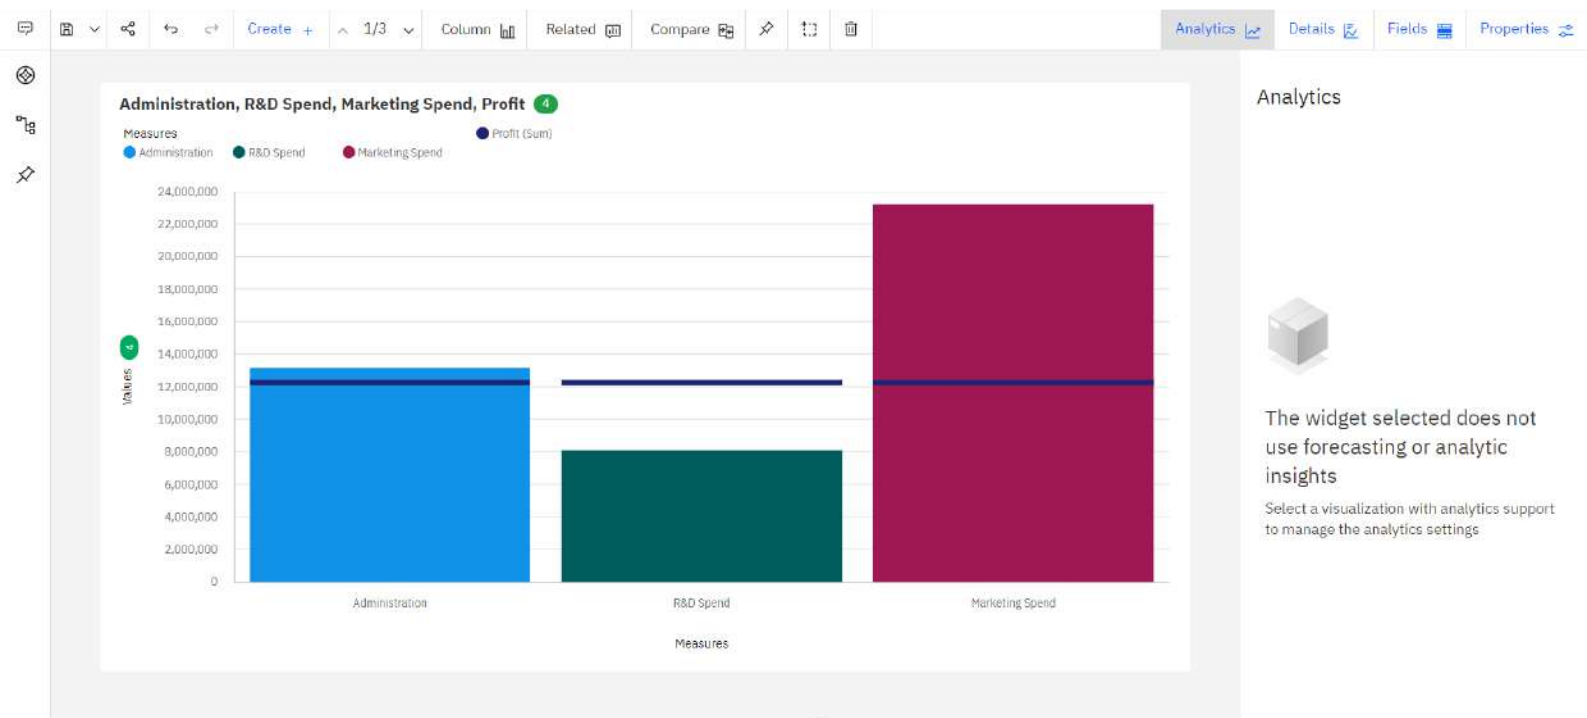 Create + 1/3 Column Related Compare Analytics Details Fields Properties
Analytics
Administration, R&D Spend, Marketing Spend, Profit 4
Measures Profit (Sum)
Administration R&D Spend Marketing Spend
24,000,000
22,000,000
20,000,000
18,000,000
16,000,000
14,000,000
12,000,000
10,000,000
8,000,000
6,000,000
4,000,000
2,000,000
0
Values 4
Administration R&D Spend Marketing Spend
Measures
The widget selected does not
use forecasting or analytic
insights
Select a visualization with analytics support
to manage the analytics settings